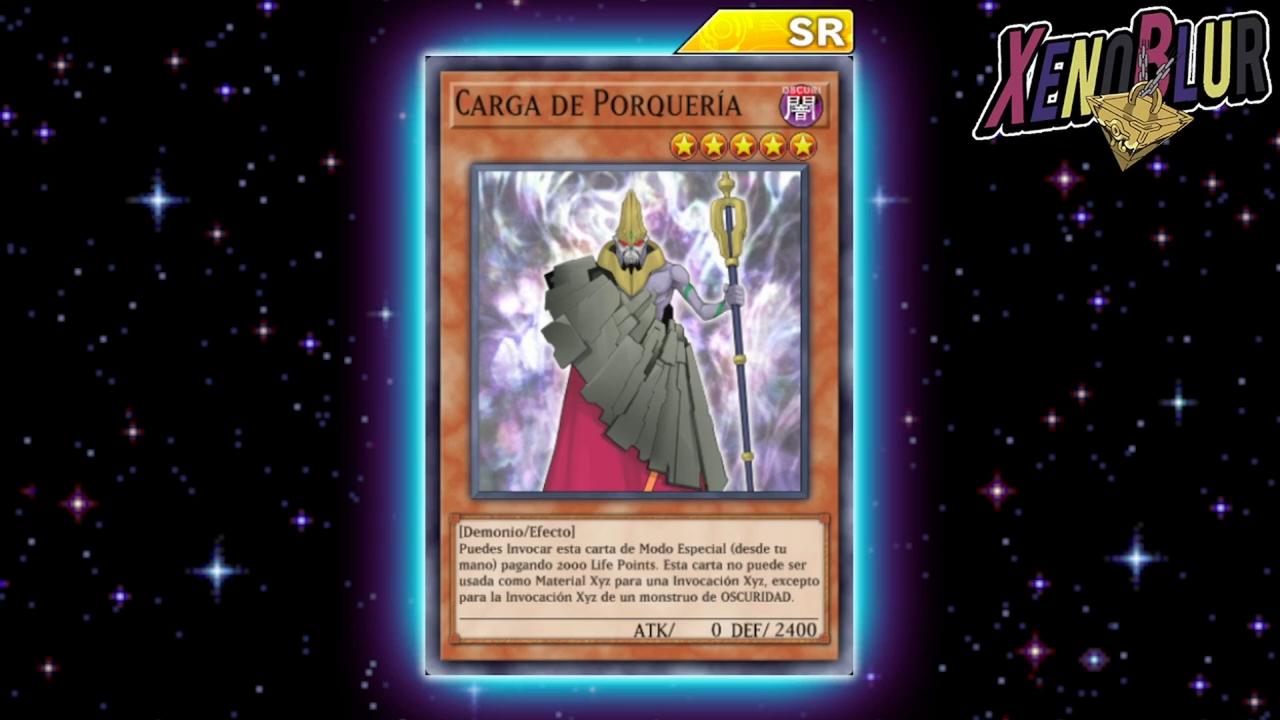 SR
XENOBLUR
CARGA DE PORQUERÍA
OSCURI
闇
[Demonio/Efecto]
Puedes Invocar esta carta de Modo Especial (desde tu
mano) pagando 2000 Life Points. Esta carta no puede ser
usada como Material Xyz para una Invocación Xyz, excepto
para la Invocación Xyz de un monstruo de OSCURIDAD.
ATK/ 0 DEF/ 2400